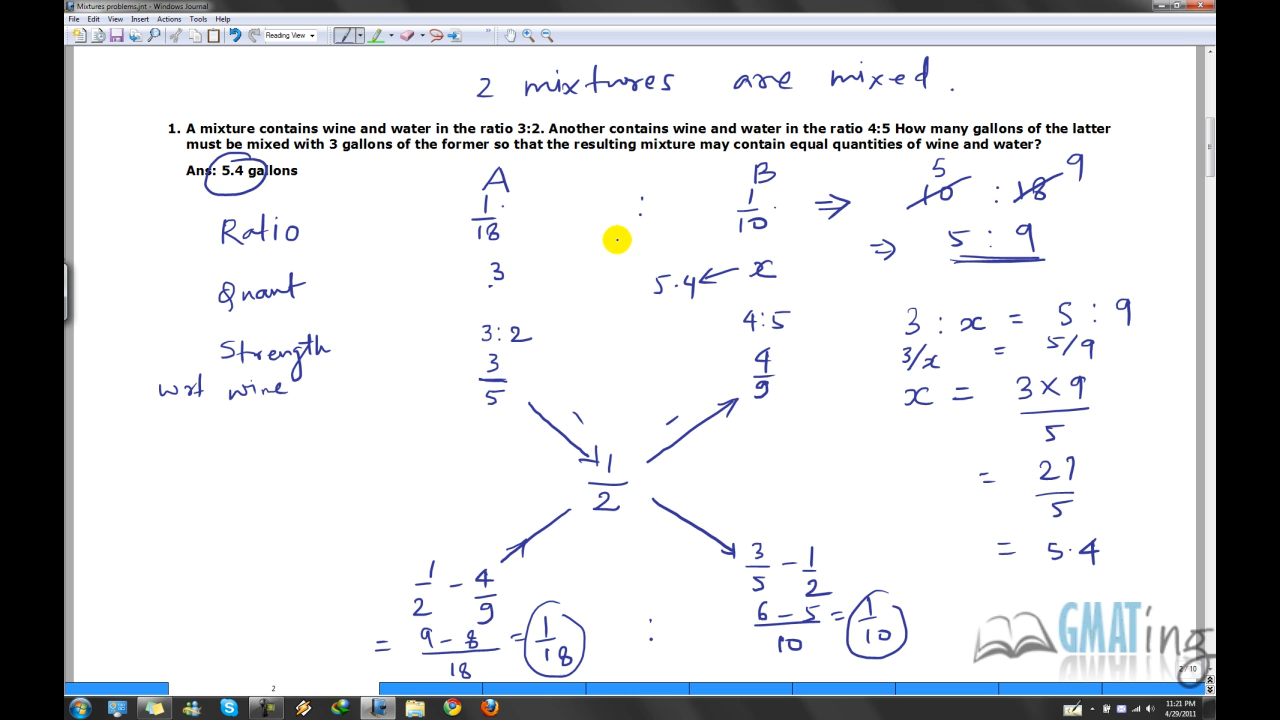 Mixtures problems.jnt - Windows Journal
File Edit View Insert Actions Tools Help
Reading View
2 mixtures are mixed.
1. A mixture contains wine and water in the ratio 3:2. Another contains wine and water in the ratio 4:5 How many gallons of the latter
must be mixed with 3 gallons of the former so that the resulting mixture may contain equal quantities of wine and water?
Ans: 5.4 gallons
A B
5 9
Ratio 1/18 : 1/10 ⇒ 10 : 18
⇒ 5 : 9
Quant 3 5.4 ← x
3:2 4:5 3 : x = 5 : 9
Strength 3/5 4/9 3/x = 5/9
wrt wine x = 3 × 9 / 5
1/2 = 27/5
= 5.4
1/2 - 4/9 3/5 - 1/2
= 9 - 8 / 18 = 1/18 : 6 - 5 / 10 = 1/10
GMATing
2 / 10
2
11:21 PM
4/29/2011